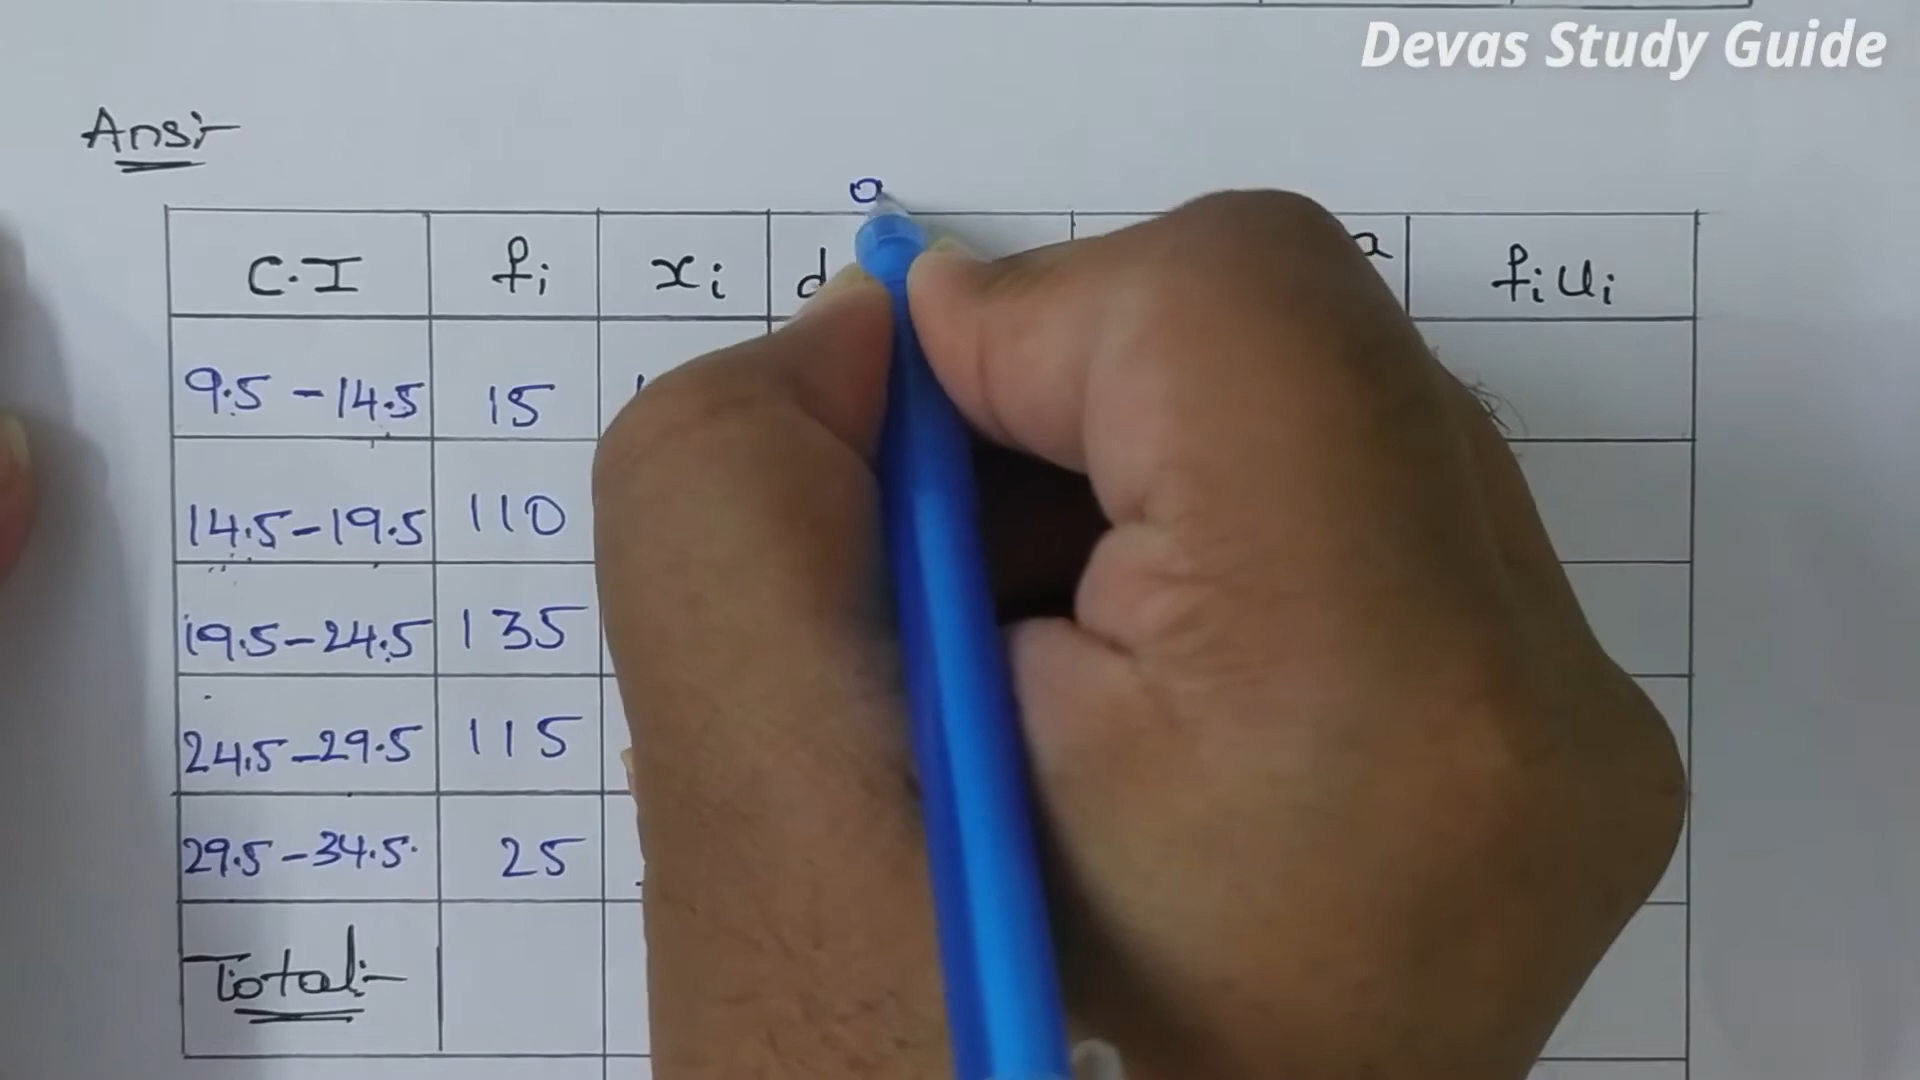 Devas Study Guide
Ans:-
a
C.I fi xi d a fiui
9.5-14.5 15
14.5-19.5 110
19.5-24.5 135
24.5-29.5 115
29.5-34.5 25
Total:-